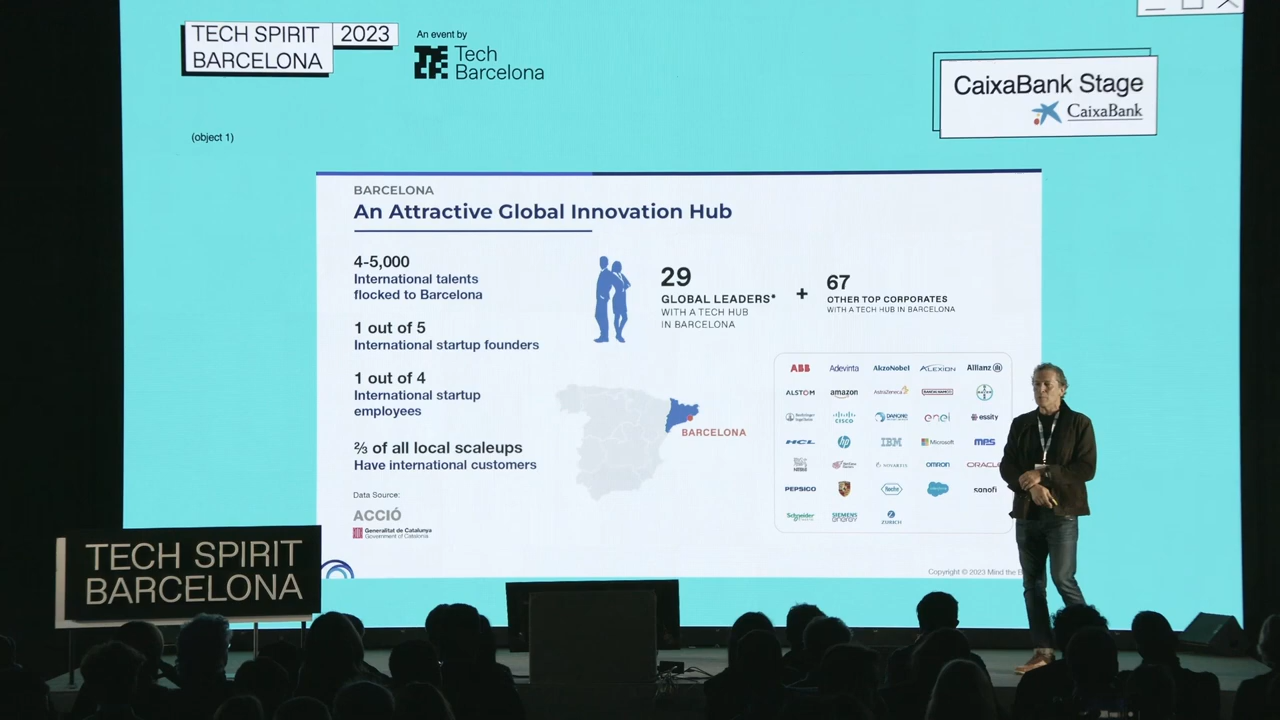 TECH SPIRIT
BARCELONA
2023
An event by
Tech
Barcelona
CaixaBank Stage
CaixaBank
(object 1)
BARCELONA
An Attractive Global Innovation Hub
4-5,000
International talents
flocked to Barcelona
1 out of 5
International startup founders
1 out of 4
International startup
employees
⅔ of all local scaleups
Have international customers
Data Source:
ACCIÓ
Generalitat de Catalunya
Government of Catalonia
29
GLOBAL LEADERS*
WITH A TECH HUB
IN BARCELONA
+
67
OTHER TOP CORPORATES
WITH A TECH HUB IN BARCELONA
BARCELONA
ABB Adevinta AkzoNobel ALEXION Allianz
ALSTOM amazon AstraZeneca
CISCO DANONE enel essity
HCL hp IBM Microsoft MPS
NOVARTIS OMRON ORACLE
PEPSICO Roche salesforce sanofi
Schneider SIEMENS ENERGY ZURICH
Copyright © 2023 Mind the
TECH SPIRIT
BARCELONA